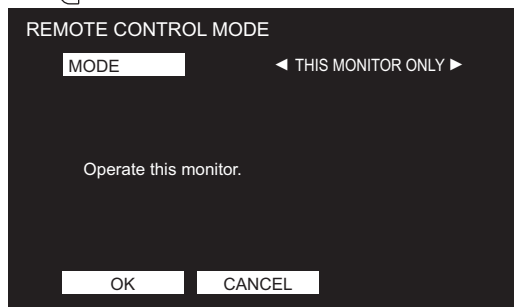 REMOTE CONTROL MODE
MODE ◄ THIS MONITOR ONLY ►
Operate this monitor.
OK CANCEL